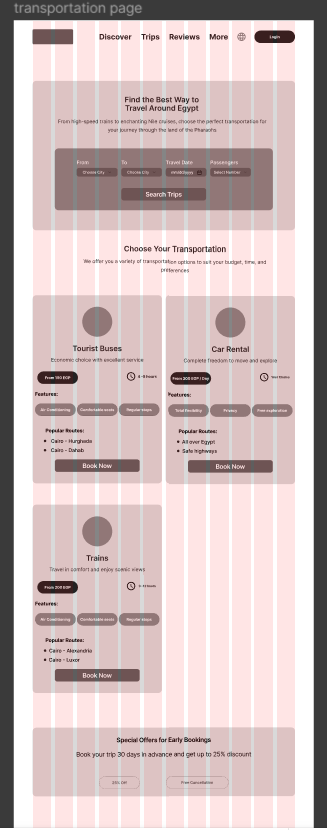 transportation page
Discover Trips Reviews More Login
Find the Best Way to
Travel Around Egypt
From high-speed trains to enchanting Nile cruises, choose the perfect transportation for
your journey through the land of the Pharaohs
From To Travel Date Passengers
Choose City Choose City mm/dd/yyyy Select Number
Search Trips
Choose Your Transportation
We offer you a variety of transportation options to suit your budget, time, and
preferences
Tourist Buses
Economic choice with excellent service
From 150 EGP
Features:
Air Conditioning Comfortable seats Regular stops
Popular Routes:
Cairo - Hurghada
Cairo - Dahab
Book Now
Car Rental
Complete freedom to move and explore
From 300 EGP / Day
Features:
Total flexibility Privacy Free exploration
Popular Routes:
All over Egypt
Safe highways
Book Now
Trains
Travel in comfort and enjoy scenic views
From 200 EGP
Features:
Air Conditioning Comfortable seats Regular stops
Popular Routes:
Cairo - Alexandria
Cairo - Luxor
Book Now
Special Offers for Early Bookings
Book your trip 30 days in advance and get up to 25% discount
25% Off Free Cancellation